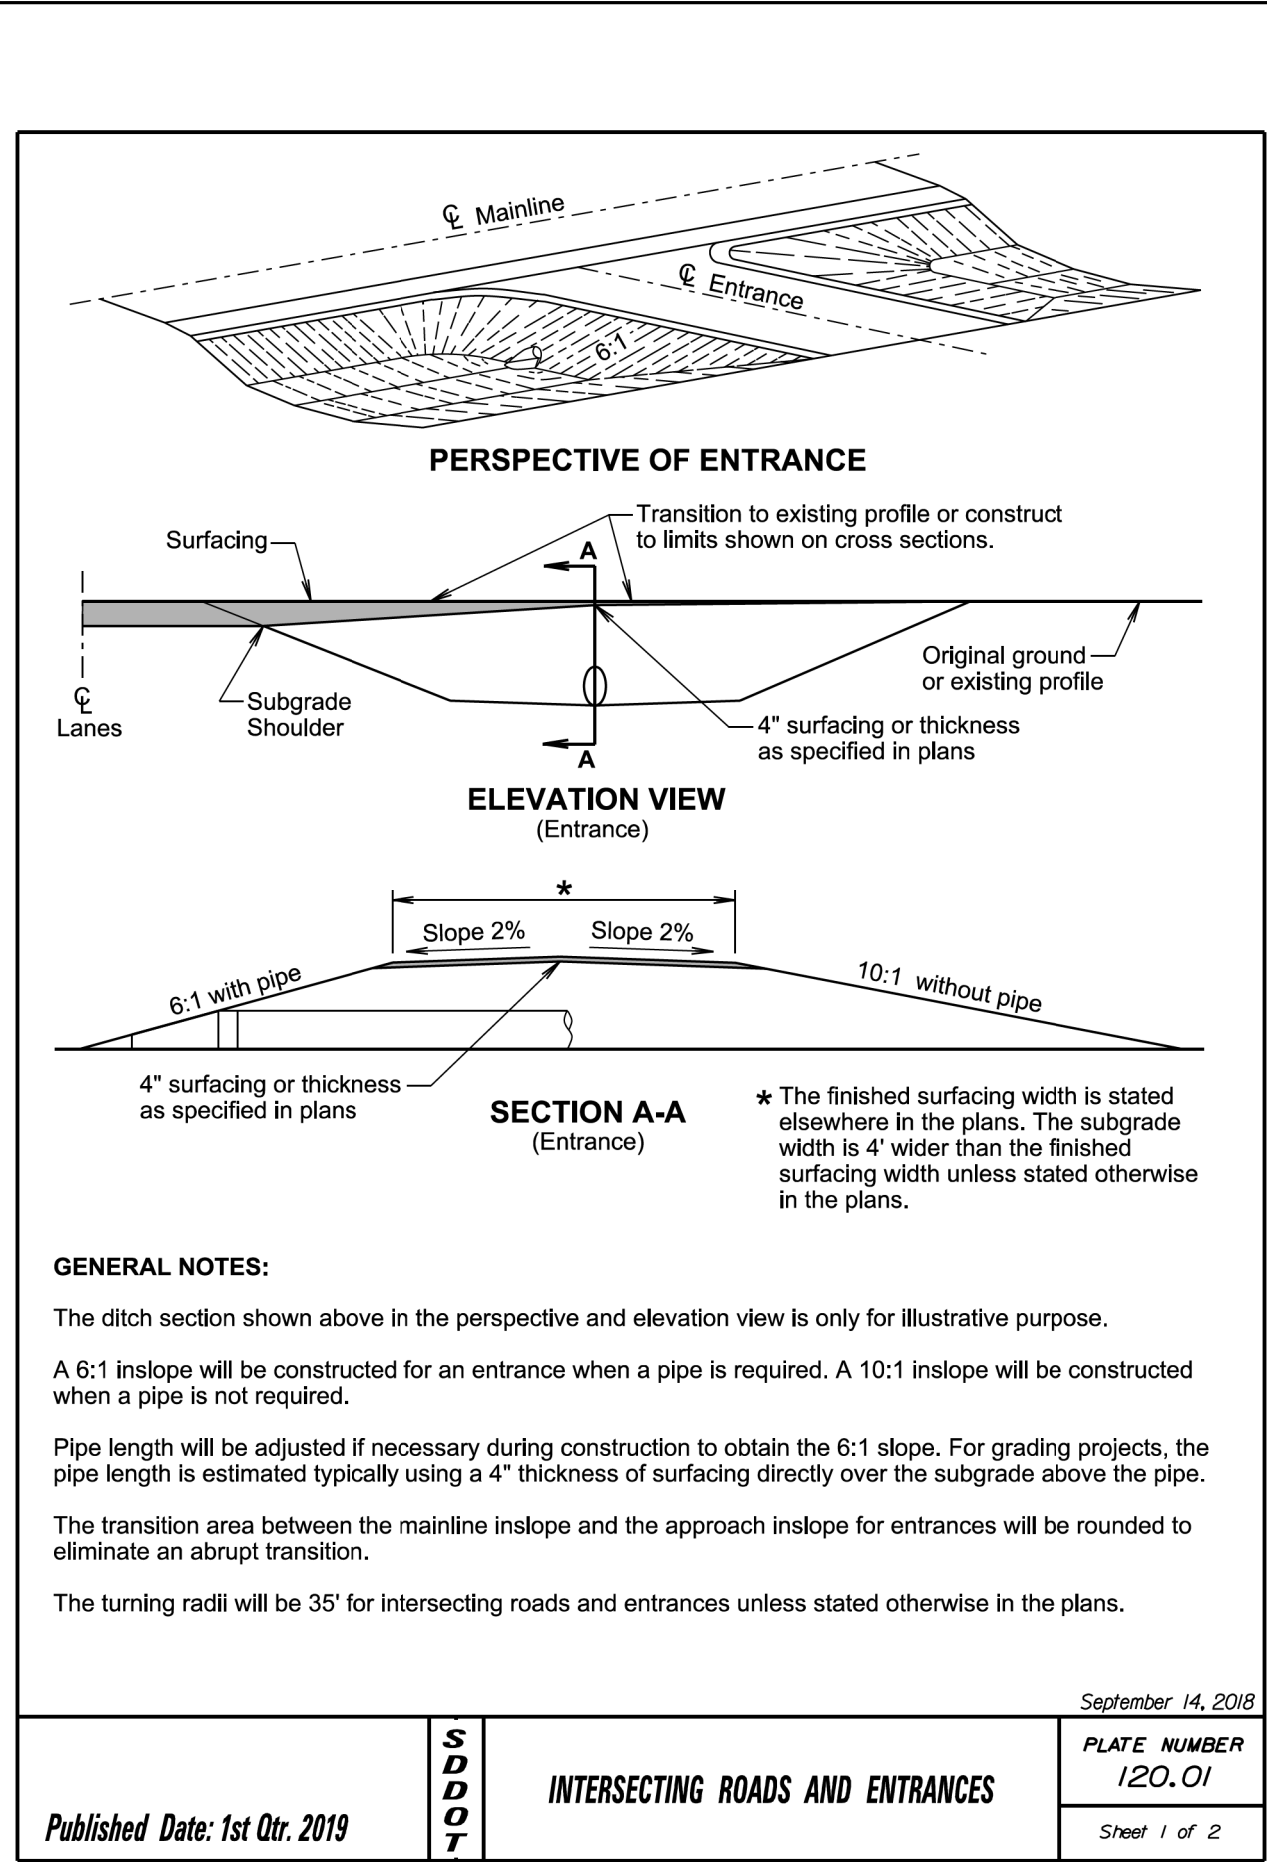 ℄ Mainline
℄ Entrance
6:1
PERSPECTIVE OF ENTRANCE
Transition to existing profile or construct
to limits shown on cross sections.
Surfacing
A
Original ground
or existing profile
℄
Lanes
Subgrade
Shoulder
4" surfacing or thickness
as specified in plans
A
ELEVATION VIEW
(Entrance)
*
Slope 2%
Slope 2%
6:1 with pipe
10:1 without pipe
4" surfacing or thickness
as specified in plans
SECTION A-A
(Entrance)
* The finished surfacing width is stated
elsewhere in the plans. The subgrade
width is 4' wider than the finished
surfacing width unless stated otherwise
in the plans.
GENERAL NOTES:
The ditch section shown above in the perspective and elevation view is only for illustrative purpose.
A 6:1 inslope will be constructed for an entrance when a pipe is required. A 10:1 inslope will be constructed
when a pipe is not required.
Pipe length will be adjusted if necessary during construction to obtain the 6:1 slope. For grading projects, the
pipe length is estimated typically using a 4" thickness of surfacing directly over the subgrade above the pipe.
The transition area between the mainline inslope and the approach inslope for entrances will be rounded to
eliminate an abrupt transition.
The turning radii will be 35' for intersecting roads and entrances unless stated otherwise in the plans.
September 14, 2018
Published Date: 1st Qtr. 2019
SDDOT
INTERSECTING ROADS AND ENTRANCES
PLATE NUMBER
120.01
Sheet 1 of 2